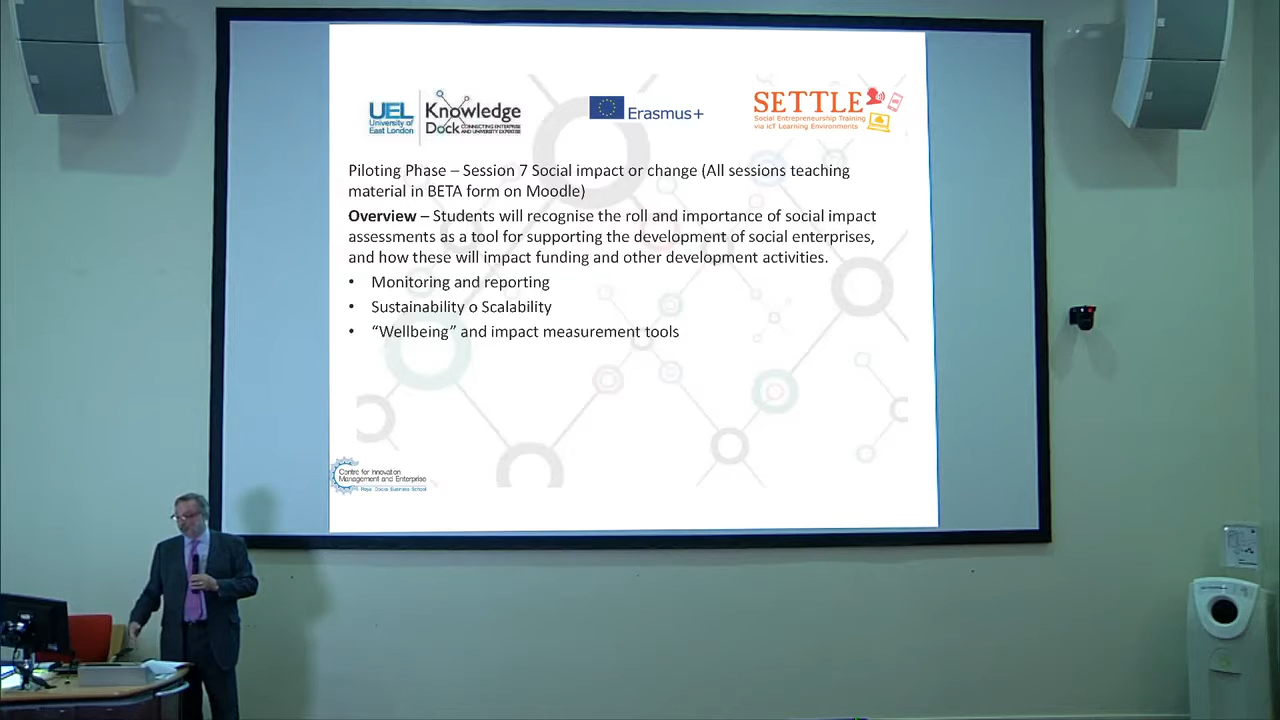 UEL
University of
East London
Knowledge
Dock
CONNECTING ENTERPRISE
AND UNIVERSITY EXPERTISE
Erasmus+
SETTLE
Social Entrepreneurship Training
via icT Learning Environments
Piloting Phase – Session 7 Social impact or change (All sessions teaching
material in BETA form on Moodle)
Overview – Students will recognise the roll and importance of social impact
assessments as a tool for supporting the development of social enterprises,
and how these will impact funding and other development activities.
• Monitoring and reporting
• Sustainability o Scalability
• “Wellbeing” and impact measurement tools
Centre for Innovation
Management and Enterprise
Royal Docks Business School